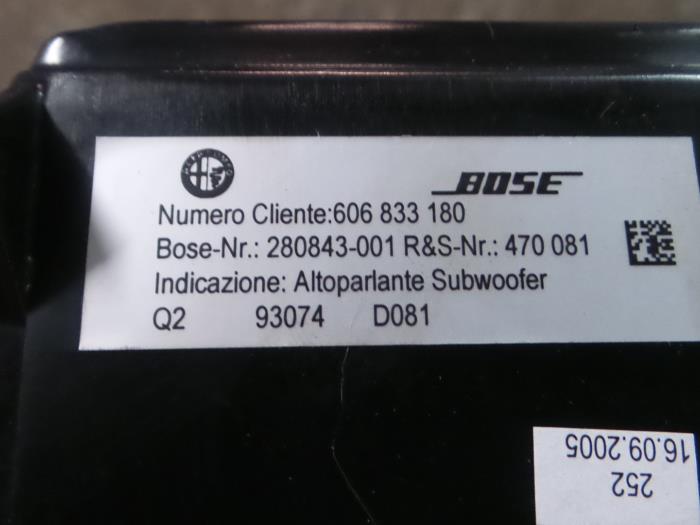 BOSE
Numero Cliente:606 833 180
Bose-Nr.: 280843-001 R&S-Nr.: 470 081
Indicazione: Altoparlante Subwoofer
Q2 93074 D081
252
16.09.2005